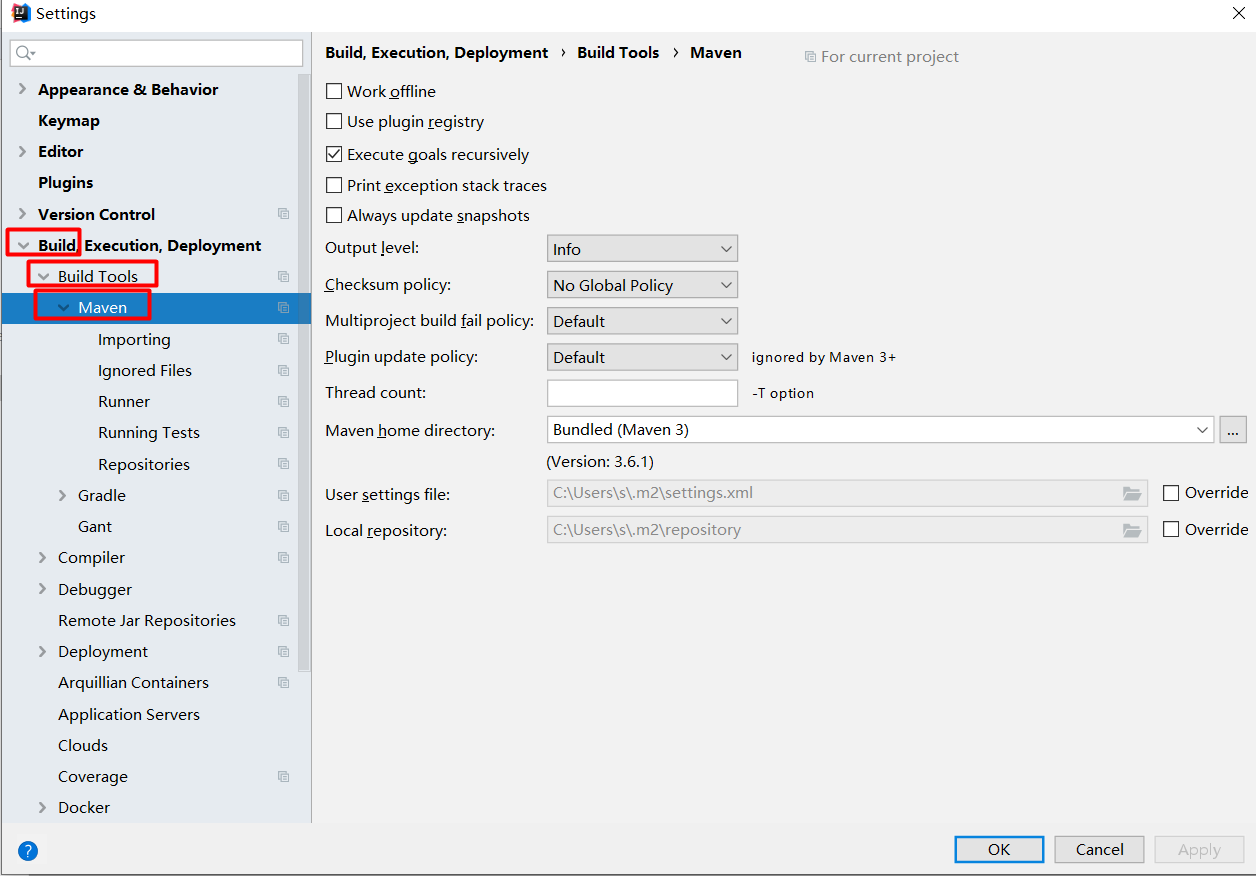 Settings
Appearance & Behavior
Keymap
Editor
Plugins
Version Control
Build, Execution, Deployment
Build Tools
Maven
Importing
Ignored Files
Runner
Running Tests
Repositories
Gradle
Gant
Compiler
Debugger
Remote Jar Repositories
Deployment
Arquillian Containers
Application Servers
Clouds
Coverage
Docker
Build, Execution, Deployment › Build Tools › Maven For current project
Work offline
Use plugin registry
Execute goals recursively
Print exception stack traces
Always update snapshots
Output level: Info
Checksum policy: No Global Policy
Multiproject build fail policy: Default
Plugin update policy: Default ignored by Maven 3+
Thread count: -T option
Maven home directory: Bundled (Maven 3) ...
(Version: 3.6.1)
User settings file: C:\Users\s\.m2\settings.xml Override
Local repository: C:\Users\s\.m2\repository Override
? OK Cancel Apply